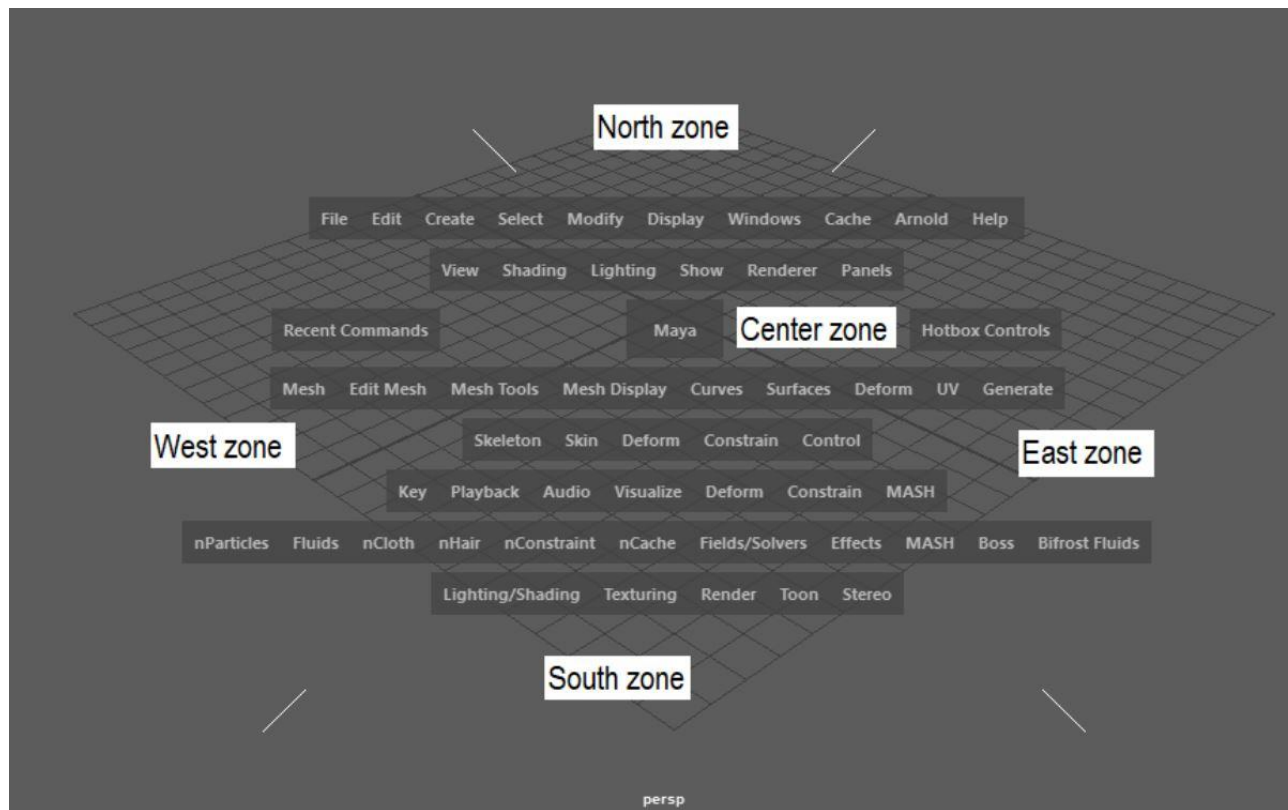 North zone
File Edit Create Select Modify Display Windows Cache Arnold Help
View Shading Lighting Show Renderer Panels
Recent Commands Maya Center zone Hotbox Controls
Mesh Edit Mesh Mesh Tools Mesh Display Curves Surfaces Deform UV Generate
West zone Skeleton Skin Deform Constrain Control East zone
Key Playback Audio Visualize Deform Constrain MASH
nParticles Fluids nCloth nHair nConstraint nCache Fields/Solvers Effects MASH Boss Bifrost Fluids
Lighting/Shading Texturing Render Toon Stereo
South zone
persp